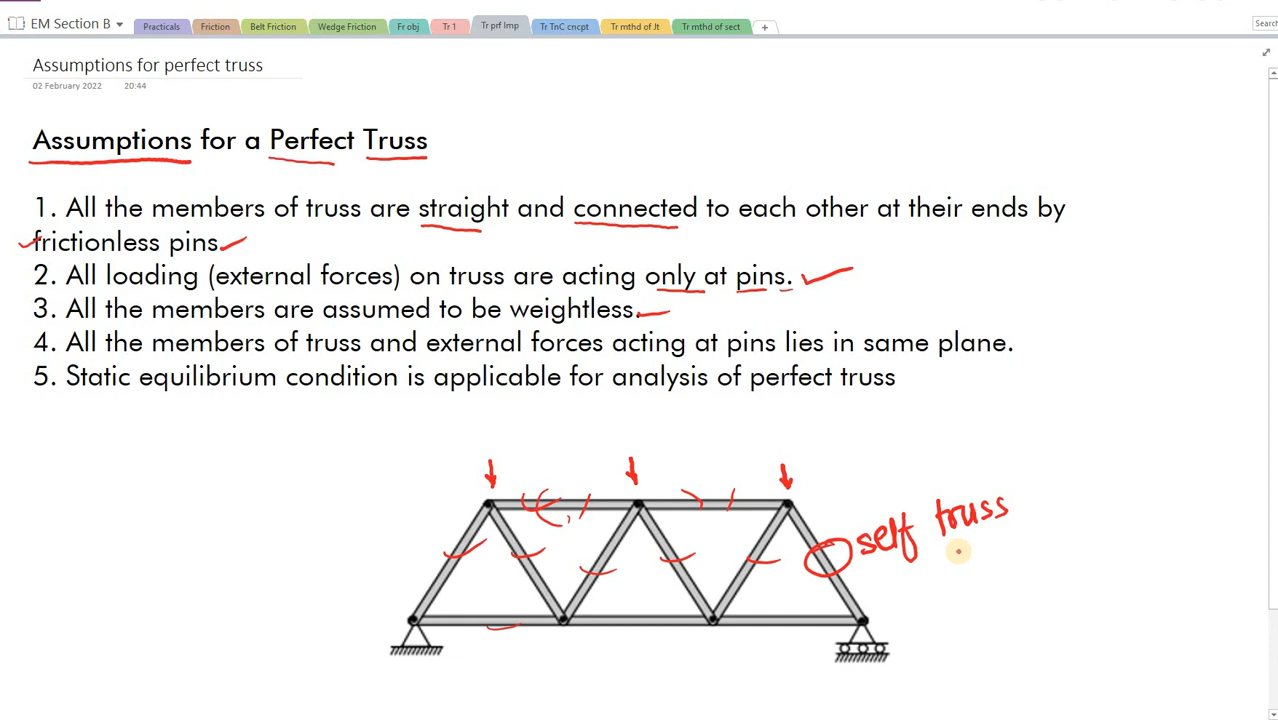 EM Section B
Practicals
Friction
Belt Friction
Wedge Friction
Fr obj
Tr 1
Tr prf Imp
Tr TnC cncpt
Tr mthd of Jt
Tr mthd of sect
+
Search
Assumptions for perfect truss
02 February 2022 20:44
Assumptions for a Perfect Truss
1. All the members of truss are straight and connected to each other at their ends by
frictionless pins.
2. All loading (external forces) on truss are acting only at pins.
3. All the members are assumed to be weightless.
4. All the members of truss and external forces acting at pins lies in same plane.
5. Static equilibrium condition is applicable for analysis of perfect truss
self truss